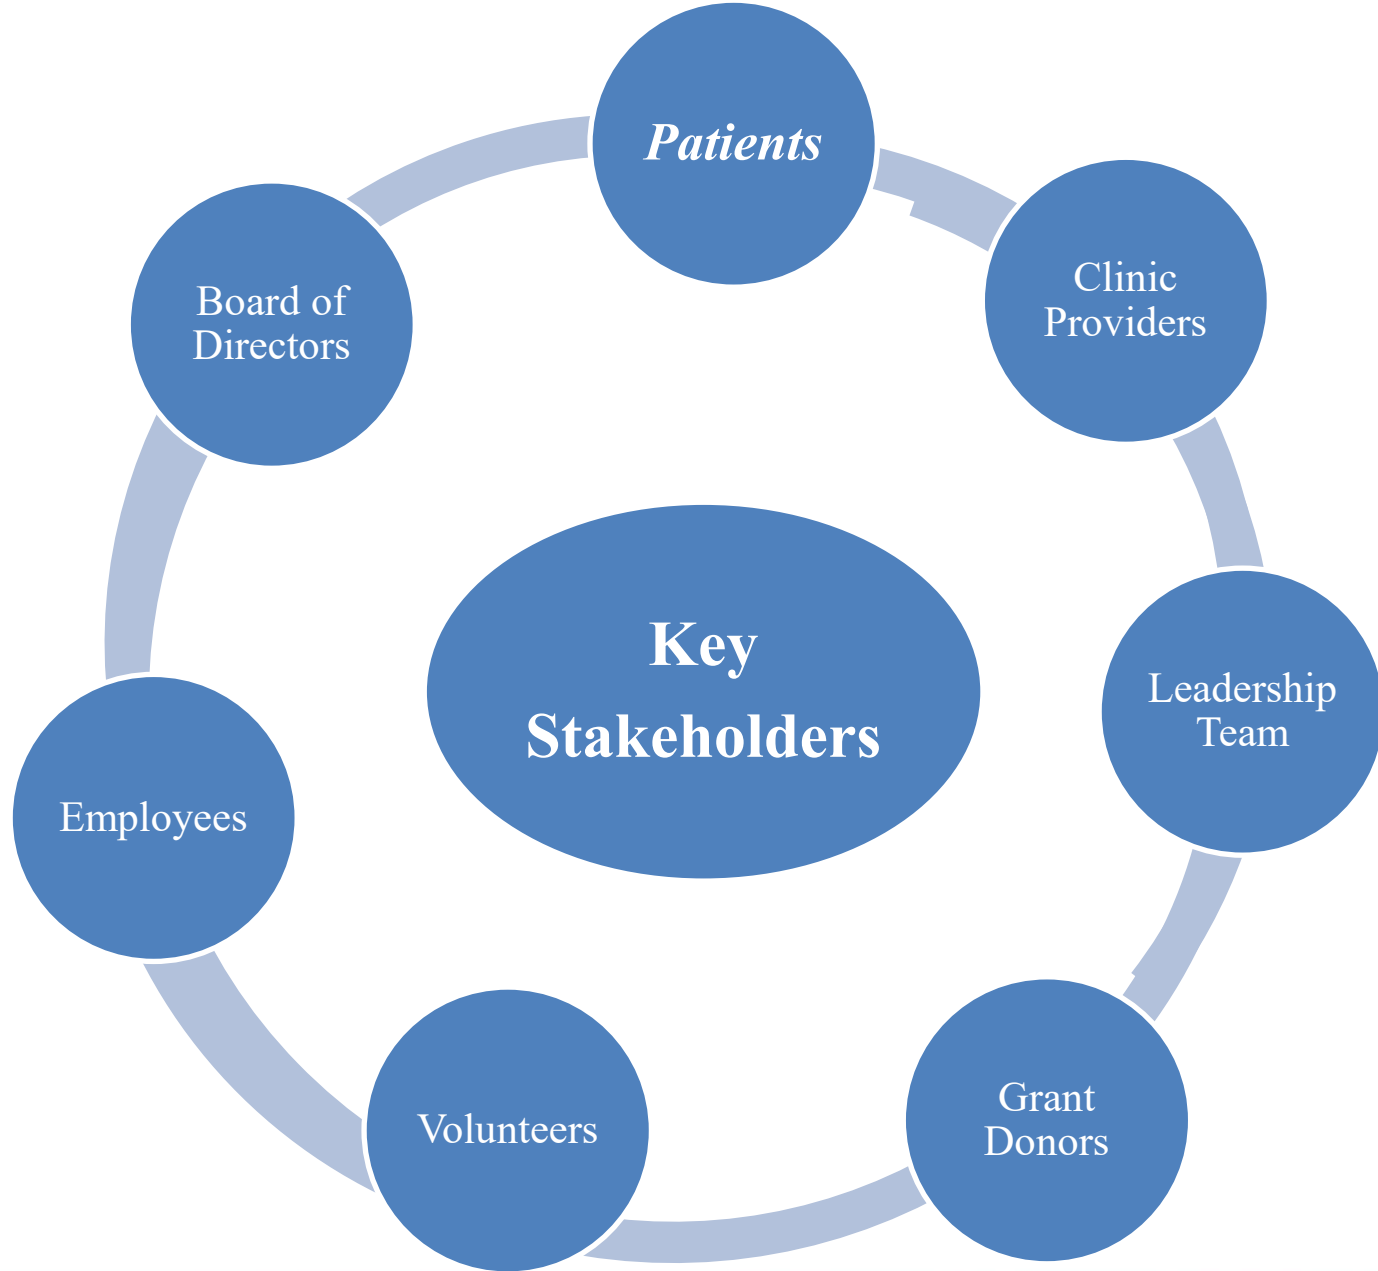 Patients
Clinic
Providers
Leadership
Team
Grant
Donors
Volunteers
Employees
Board of
Directors
Key
Stakeholders